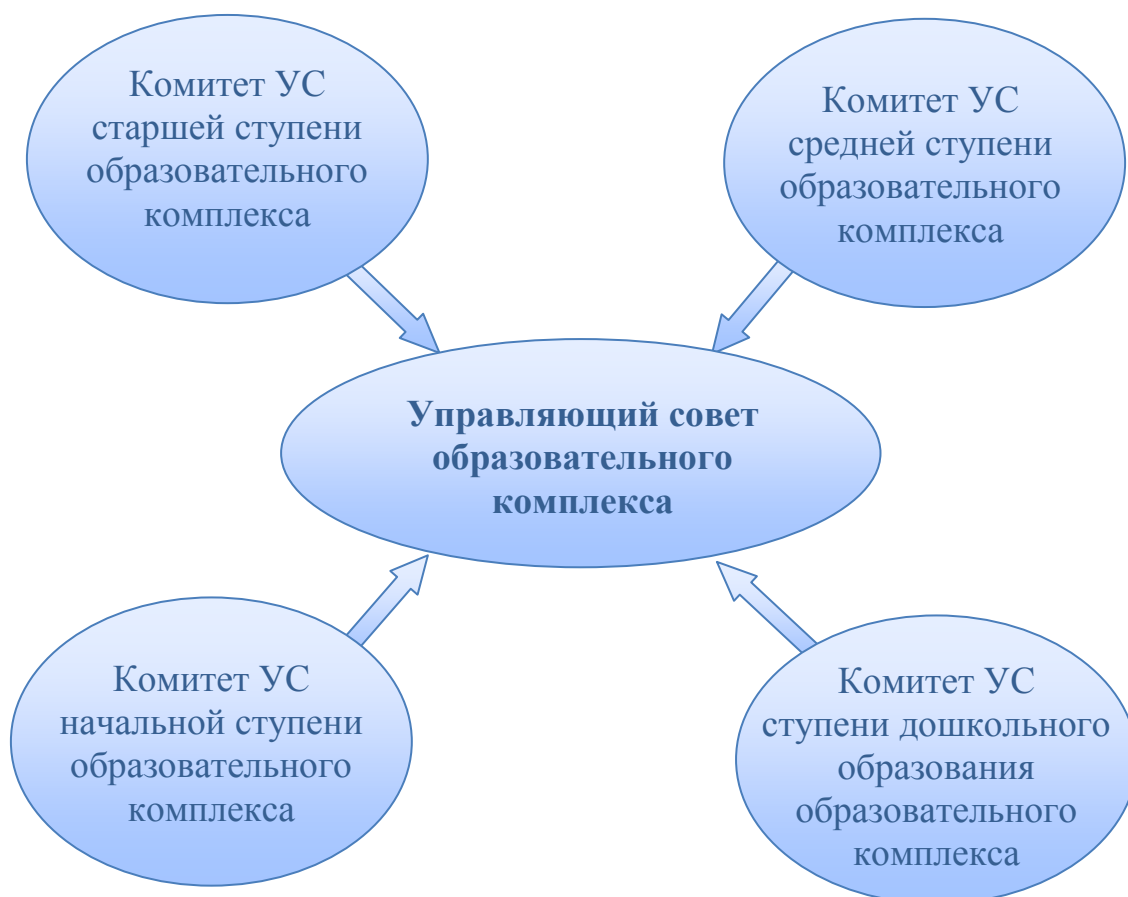 Комитет УС
старшей ступени
образовательного
комплекса
Комитет УС
средней ступени
образовательного
комплекса
Управляющий совет
образовательного
комплекса
Комитет УС
начальной ступени
образовательного
комплекса
Комитет УС
ступени дошкольного
образования
образовательного
комплекса